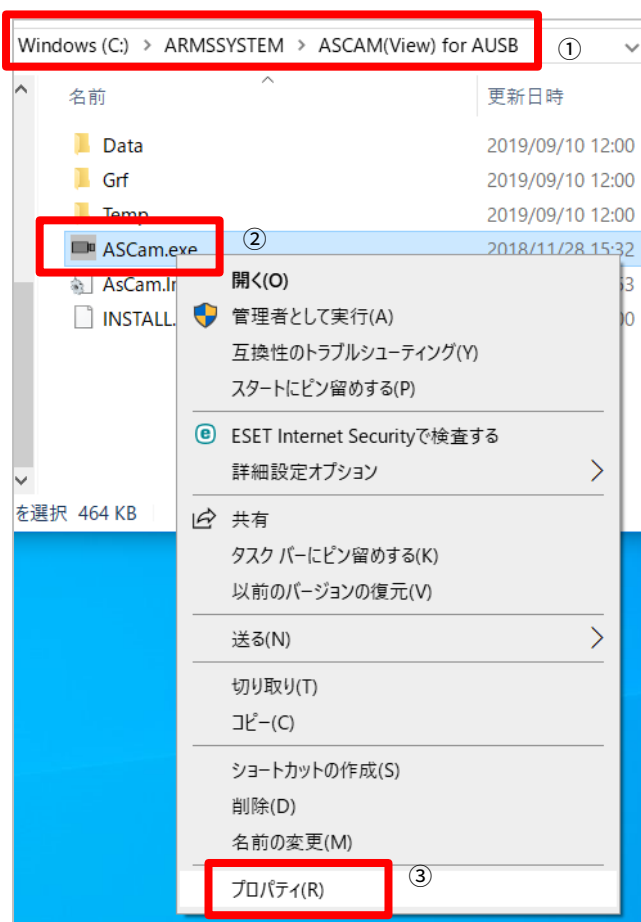 Windows (C:) > ARMSSYSTEM > ASCAM(View) for AUSB ①
名前 更新日時
Data 2019/09/10 12:00
Grf 2019/09/10 12:00
Temp 2019/09/10 12:00
ASCam.exe ② 2018/11/28 15:32
AsCam.In 53
INSTALL. 00
開く(O)
管理者として実行(A)
互換性のトラブルシューティング(Y)
スタートにピン留めする(P)
ESET Internet Securityで検査する
詳細設定オプション
を選択 464 KB
共有
タスク バーにピン留めする(K)
以前のバージョンの復元(V)
送る(N)
切り取り(T)
コピー(C)
ショートカットの作成(S)
削除(D)
名前の変更(M)
プロパティ(R) ③